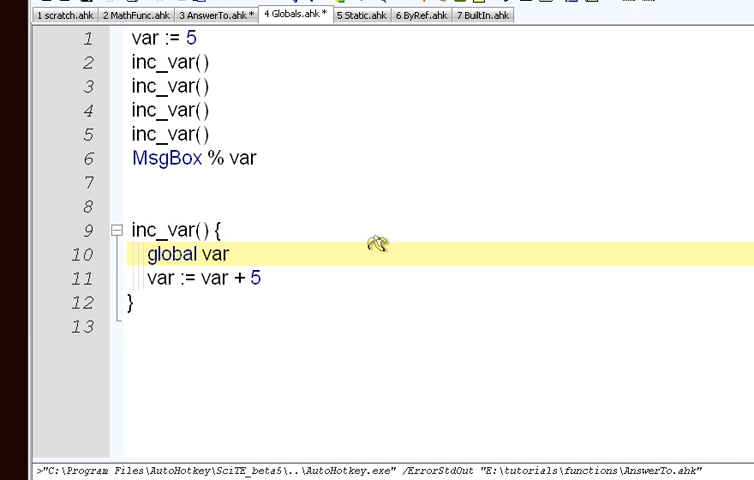 1 scratch.ahk 2 MathFunc.ahk 3 AnswerTo.ahk * 4 Globals.ahk * 5 Static.ahk 6 ByRef.ahk 7 BuiltIn.ahk
1 var := 5
2 inc_var()
3 inc_var()
4 inc_var()
5 inc_var()
6 MsgBox % var
7
8
9 inc_var() {
10 global var
11 var := var + 5
12 }
13
>"C:\Program Files\AutoHotkey\SciTE_beta5\..\AutoHotkey.exe" /ErrorStdOut "E:\tutorials\functions\AnswerTo.ahk"